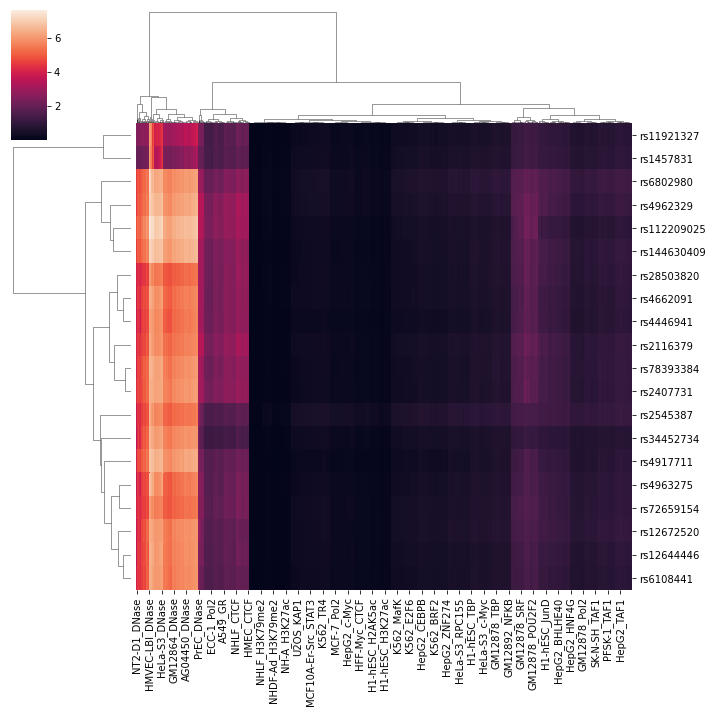 6
4
2
rs11921327
rs1457831
rs6802980
rs4962329
rs112209025
rs144630409
rs28503820
rs4662091
rs4446941
rs2116379
rs78393384
rs2407731
rs2545387
rs34452734
rs4917711
rs4963275
rs72659154
rs12672520
rs12644446
rs6108441
NT2-D1_DNase
HMVEC-LBl_DNase
HeLa-S3_DNase
GM12864_DNase
AG04450_DNase
PrEC_DNase
ECC-1_Pol2
A549_GR
NHLF_CTCF
HMEC_CTCF
NHLF_H3K79me2
NHDF-Ad_H3K79me2
NH-A_H3K27ac
U2OS_KAP1
MCF10A-Er-Src_STAT3
K562_TR4
MCF-7_Pol2
HepG2_c-Myc
HFF-Myc_CTCF
H1-hESC_H2AK5ac
H1-hESC_H3K27ac
K562_MafK
K562_E2F6
HepG2_CEBPB
K562_BRF2
HepG2_ZNF274
HeLa-S3_RPC155
H1-hESC_TBP
HeLa-S3_c-Myc
GM12878_TBP
GM12892_NFKB
GM12878_SRF
GM12878_POU2F2
H1-hESC_JunD
HepG2_BHLHE40
HepG2_HNF4G
GM12878_Pol2
SK-N-SH_TAF1
PFSK-1_TAF1
HepG2_TAF1